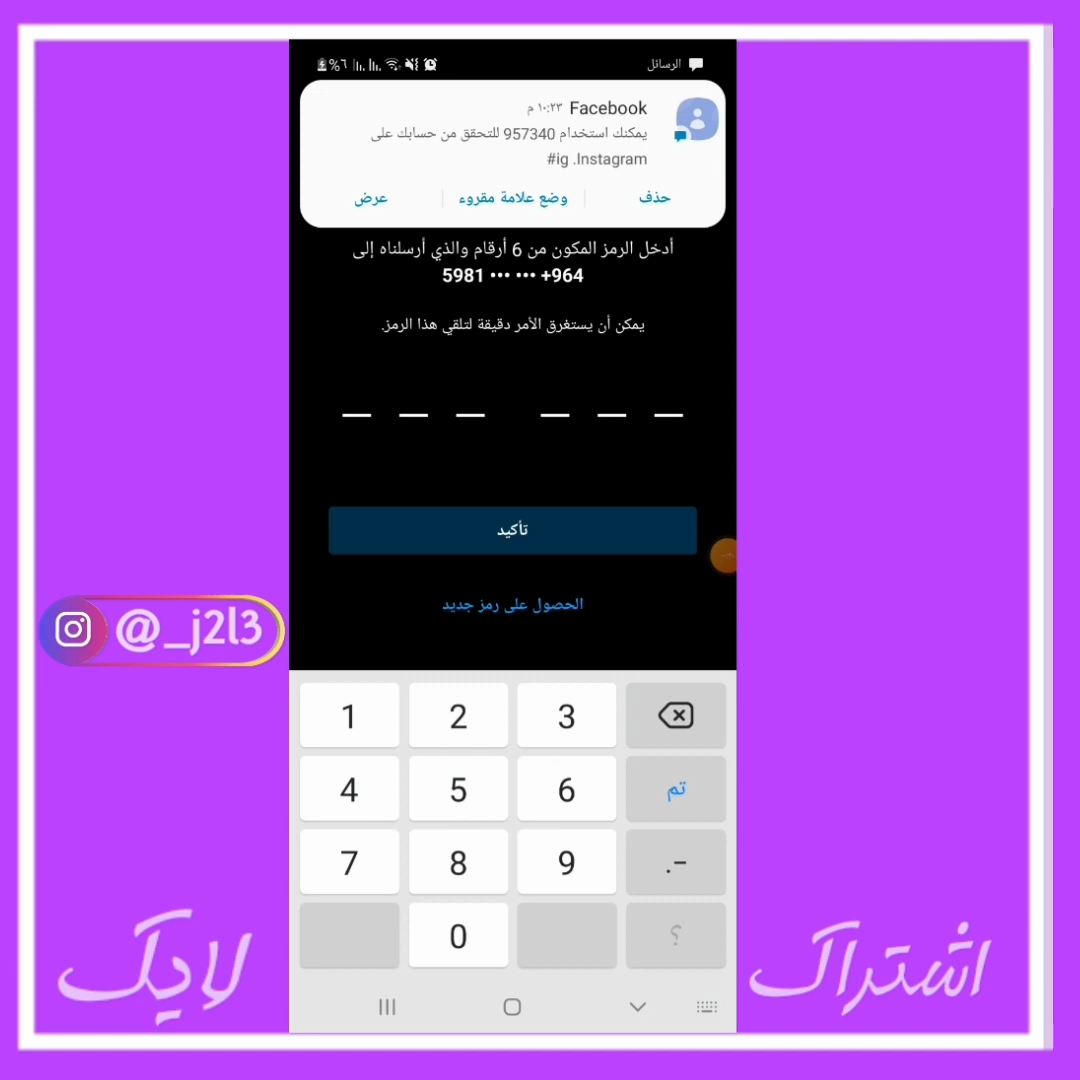 الرسائل
٦%
Facebook ١٠:٢٣ م
يمكنك استخدام 957340 للتحقق من حسابك على
Instagram. ig#
حذف
وضع علامة مقروء
عرض
أدخل الرمز المكون من 6 أرقام والذي أرسلناه إلى
+964 ••• ••• 5981
يمكن أن يستغرق الأمر دقيقة لتلقي هذا الرمز.
تأكيد
الحصول على رمز جديد
@_j2l3
1 2 3
4 5 6 تم
7 8 9 .-
0 ؟
اشتراك
لايك